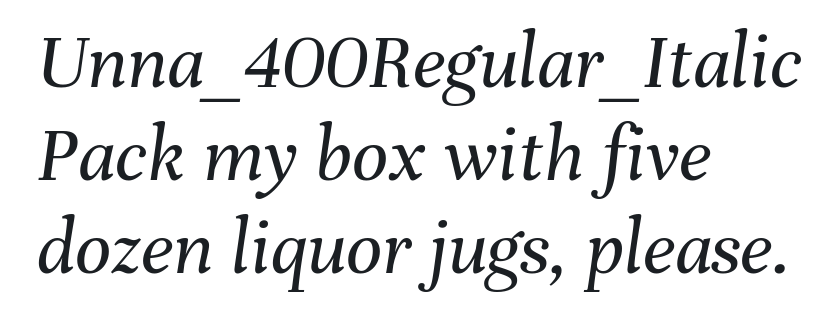 Unna_400Regular_Italic
Pack my box with five
dozen liquor jugs, please.